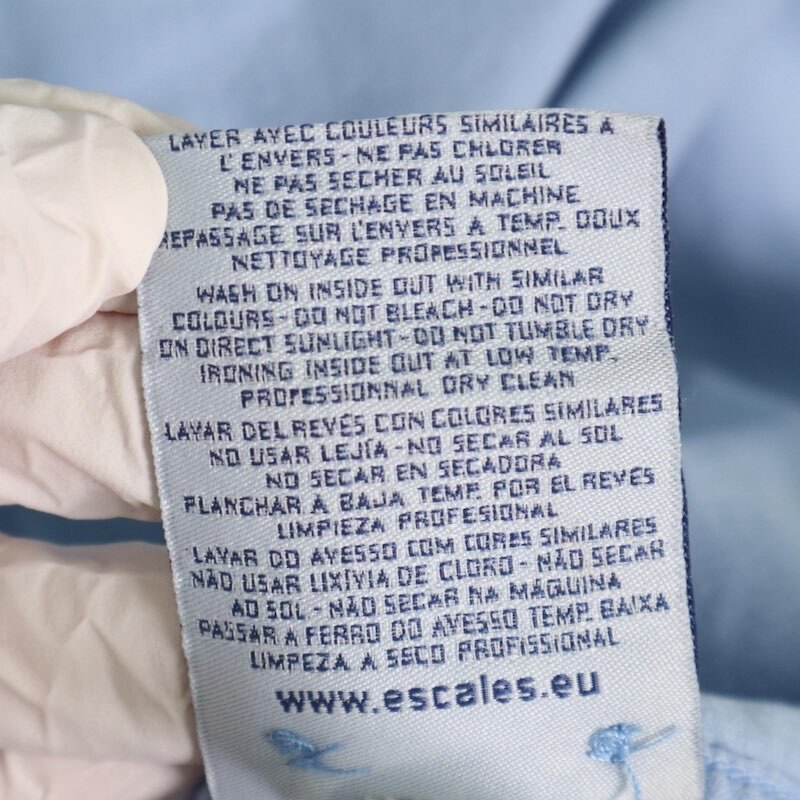 LAVER AVEC COULEURS SIMILAIRES A
L'ENVERS - NE PAS CHLORER
NE PAS SECHER AU SOLEIL
PAS DE SECHAGE EN MACHINE
REPASSAGE SUR L'ENVERS A TEMP. DOUX
NETTOYAGE PROFESSIONNEL
WASH ON INSIDE OUT WITH SIMILAR
COLOURS - DO NOT BLEACH - DO NOT DRY
ON DIRECT SUNLIGHT - DO NOT TUMBLE DRY
IRONING INSIDE OUT AT LOW TEMP.
PROFESSIONNAL DRY CLEAN
LAVAR DEL REVÉS CON COLORES SIMILARES
NO USAR LEJÍA - NO SECAR AL SOL
NO SECAR EN SECADORA
PLANCHAR A BAJA TEMP. POR EL REVÉS
LIMPIEZA PROFESIONAL
LAVAR DO AVESSO COM CORES SIMILARES
NÃO USAR LIXÍVIA DE CLORO - NÃO SECAR
AO SOL - NÃO SECAR NA MÁQUINA
PASSAR A FERRO DO AVESSO TEMP. BAIXA
LIMPEZA A SECO PROFISSIONAL
www.escales.eu